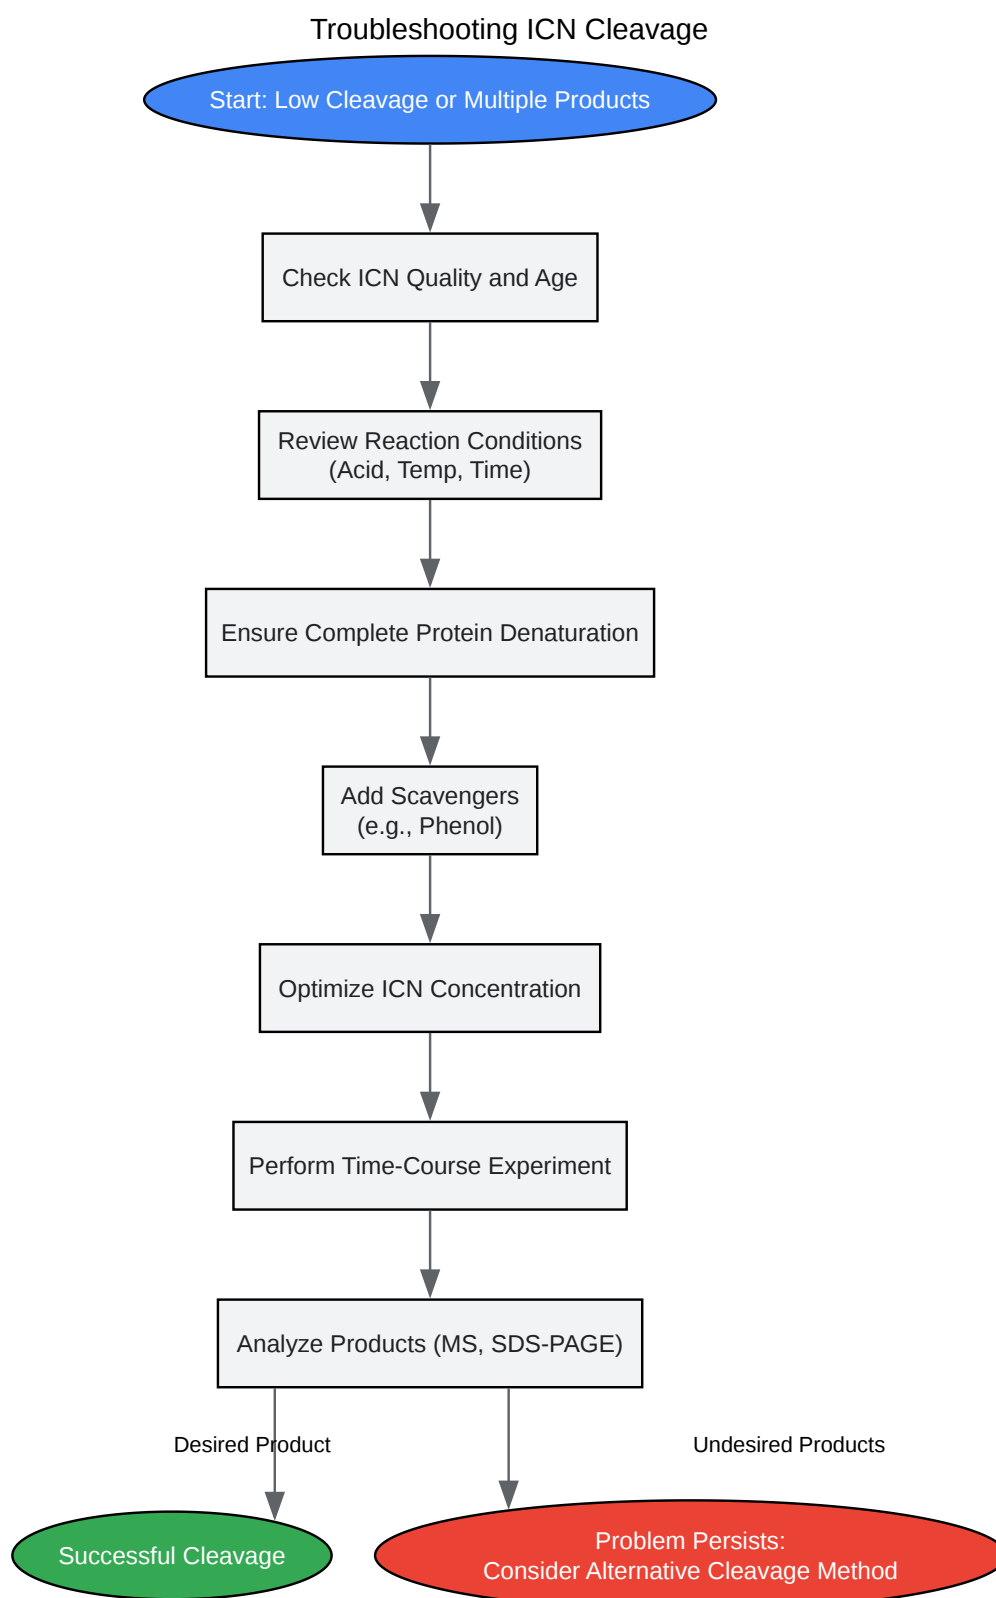 Troubleshooting ICN Cleavage
Start: Low Cleavage or Multiple Products
Check ICN Quality and Age
Review Reaction Conditions
(Acid, Temp, Time)
Ensure Complete Protein Denaturation
Add Scavengers
(e.g., Phenol)
Optimize ICN Concentration
Perform Time-Course Experiment
Analyze Products (MS, SDS-PAGE)
Desired Product
Undesired Products
Successful Cleavage
Problem Persists:
Consider Alternative Cleavage Method